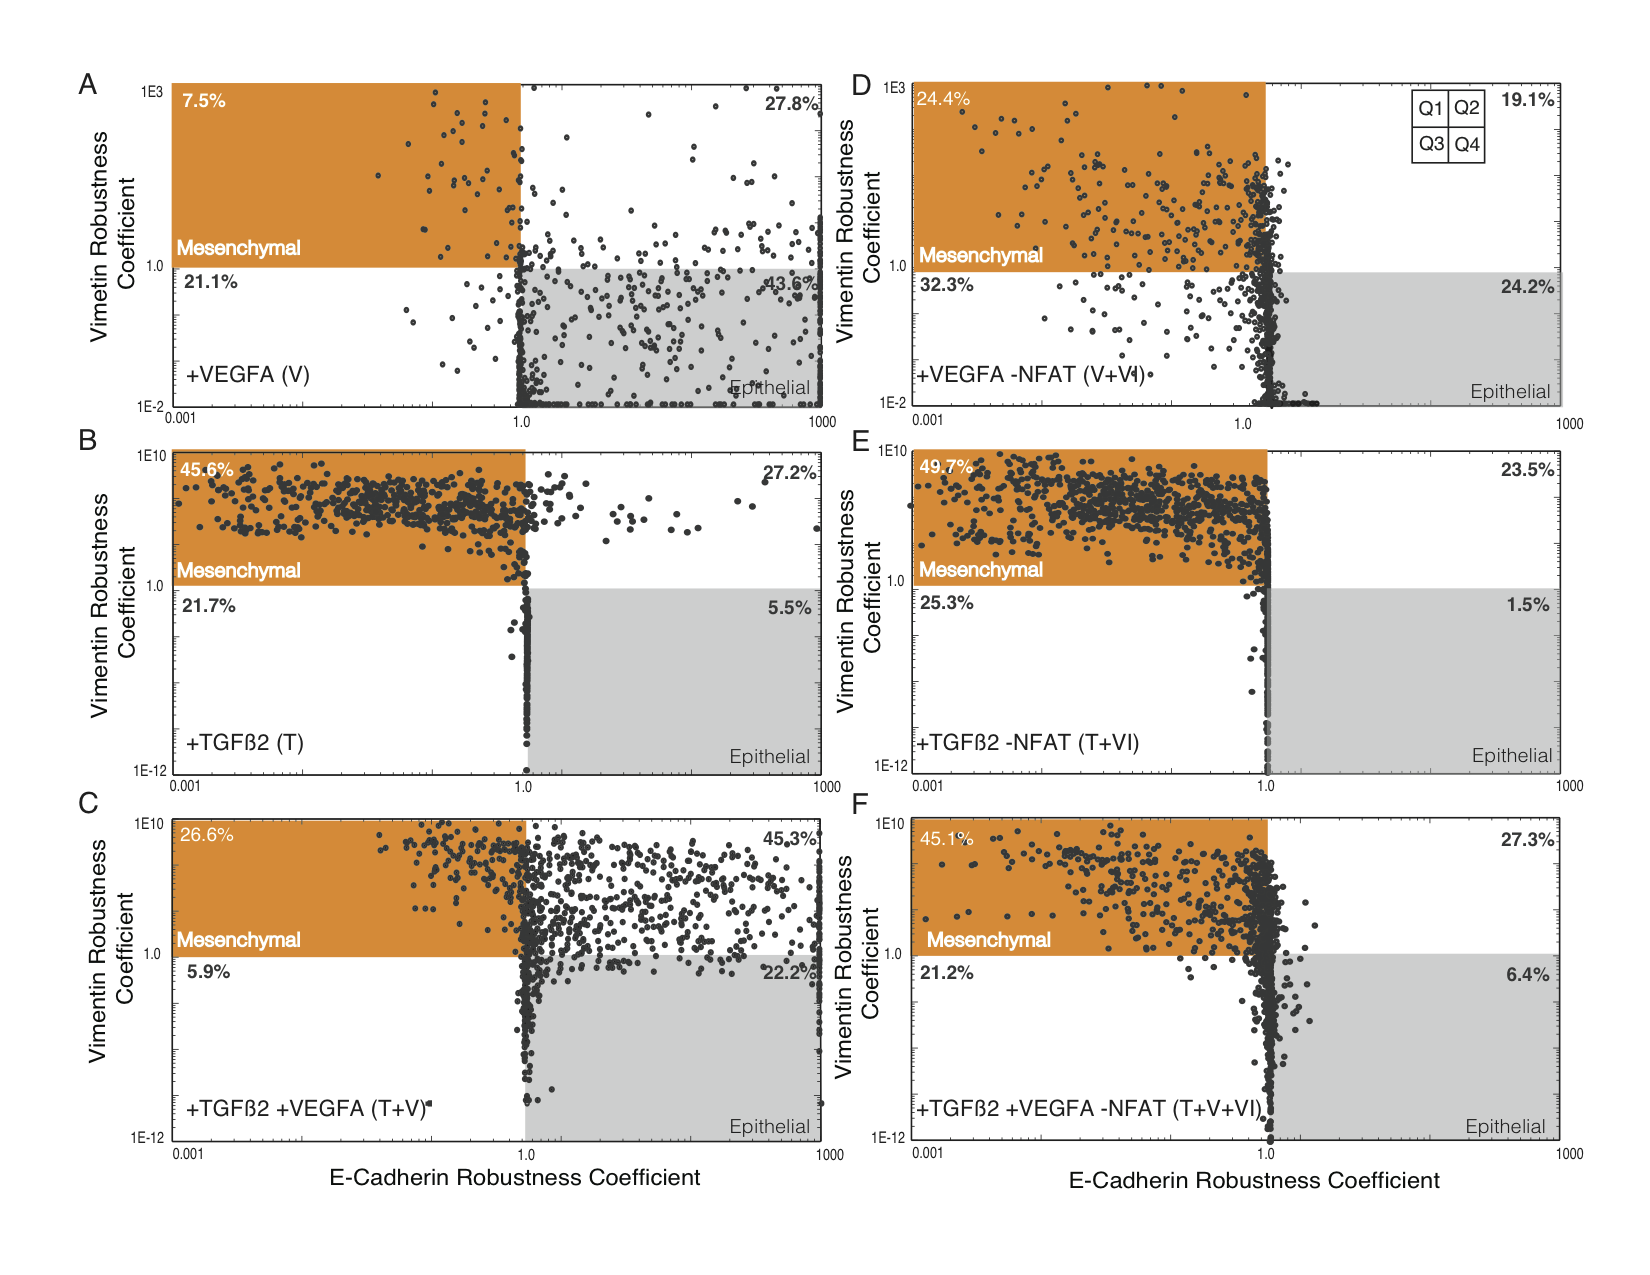 A
1E3
7.5%
27.8%
Vimetin Robustness
Coefficient
Mesenchymal
1.0
21.1%
43.6%
+VEGFA (V)
Epithelial
1E-2
0.001
1.0
1000
D
1E3
24.4%
Q1 Q2
Q3 Q4
19.1%
Vimentin Robustness
Coefficient
Mesenchymal
1.0
32.3%
24.2%
+VEGFA -NFAT (V+VI)
Epithelial
1E-2
0.001
1.0
1000
B
1E10
45.6%
27.2%
Vimentin Robustness
Coefficient
Mesenchymal
1.0
21.7%
5.5%
+TGFß2 (T)
Epithelial
1E-12
0.001
1.0
1000
E
1E10
49.7%
23.5%
Vimentin Robustness
Coefficient
Mesenchymal
1.0
25.3%
1.5%
+TGFß2 -NFAT (T+VI)
Epithelial
1E-12
0.001
1.0
1000
C
1E10
26.6%
45.3%
Vimentin Robustness
Coefficient
Mesenchymal
1.0
5.9%
22.2%
+TGFß2 +VEGFA (T+V)
Epithelial
1E-12
0.001
1.0
1000
E-Cadherin Robustness Coefficient
F
1E10
45.1%
27.3%
Vimentin Robustness
Coefficient
Mesenchymal
1.0
21.2%
6.4%
+TGFß2 +VEGFA -NFAT (T+V+VI)
Epithelial
1E-12
0.001
1.0
1000
E-Cadherin Robustness Coefficient